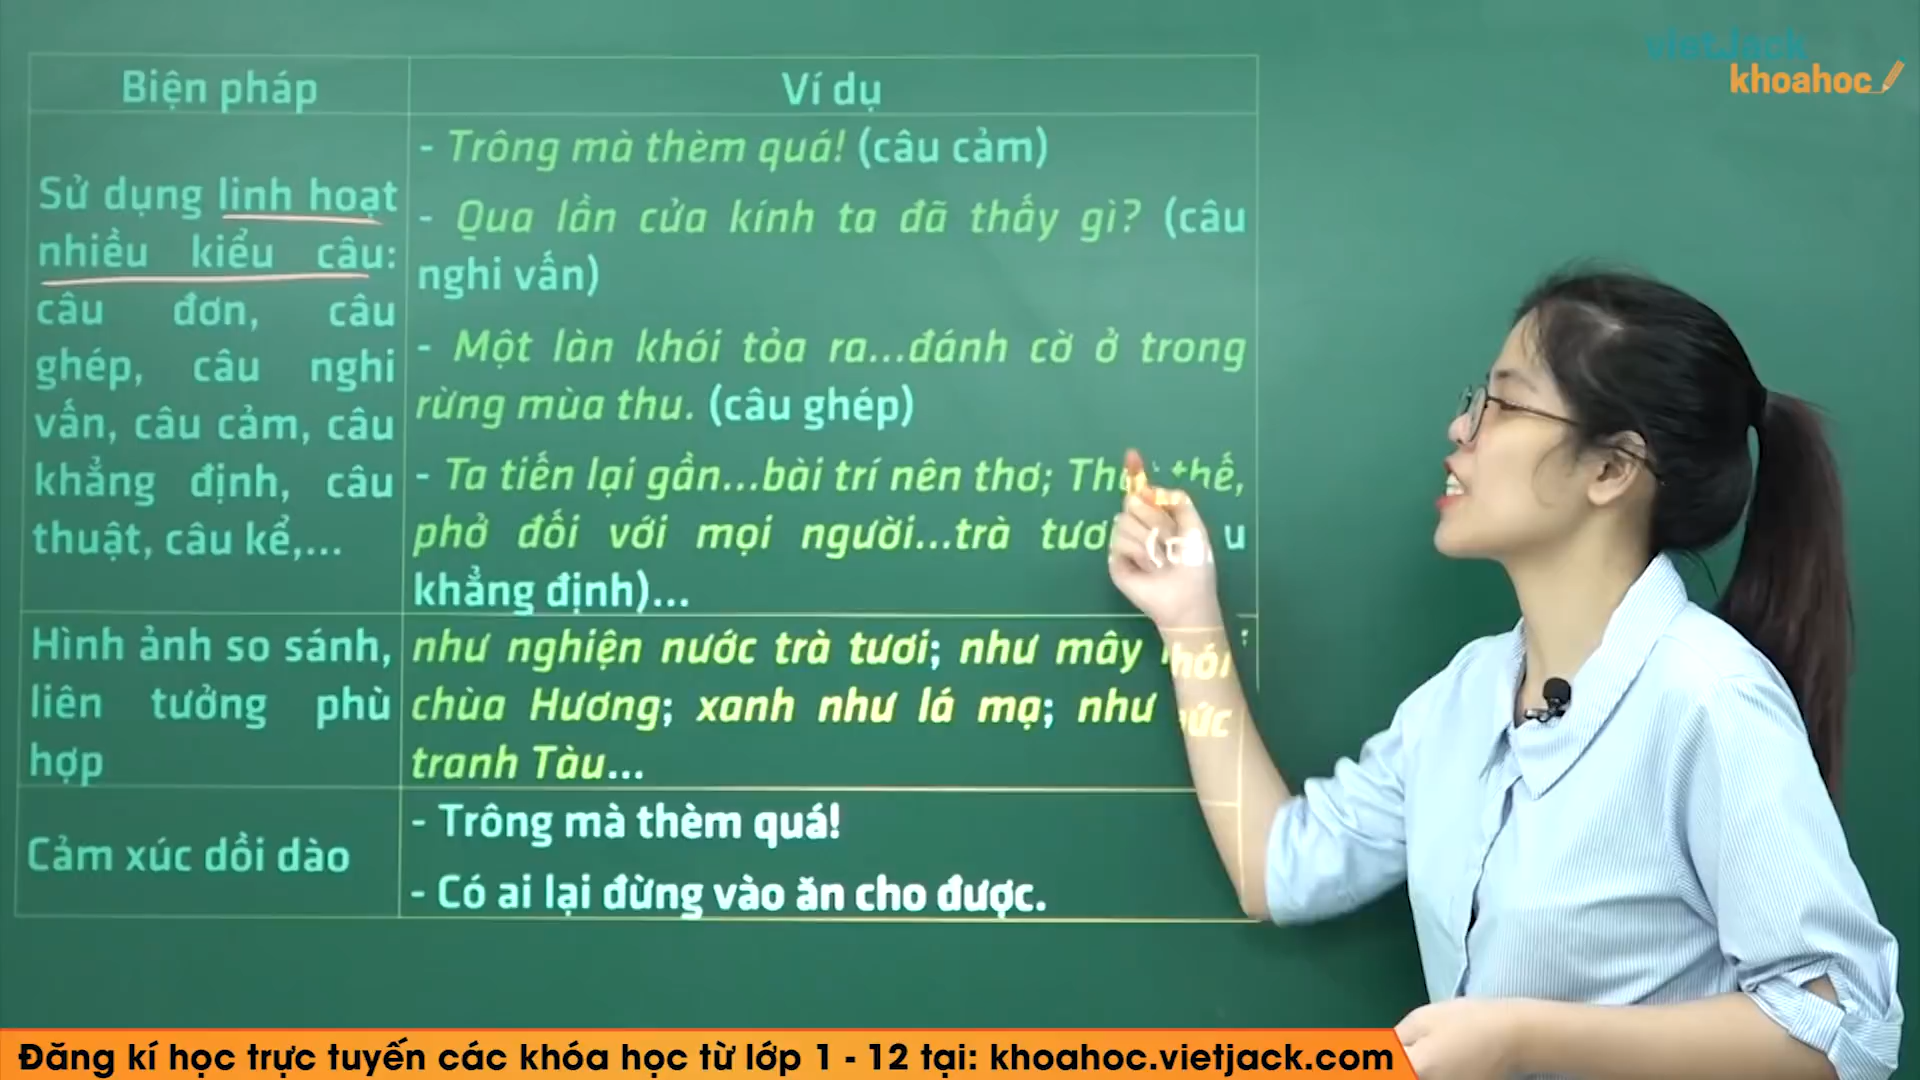 vietJack
khoahoc
Biện pháp
Ví dụ
Sử dụng linh hoạt
nhiều kiểu câu:
câu đơn, câu
ghép, câu nghi
vấn, câu cảm, câu
khẳng định, câu
thuật, câu kể,...
- Trông mà thèm quá! (câu cảm)
- Qua lần cửa kính ta đã thấy gì? (câu
nghi vấn)
- Một làn khói tỏa ra...đánh cờ ở trong
rừng mùa thu. (câu ghép)
- Ta tiến lại gần...bài trí nên thơ; thế,
phở đối với mọi người...trà
khẳng định)...
Hình ảnh so sánh,
liên tưởng phù
hợp
như nghiện nước trà tươi; như mây
chùa Hương; xanh như lá mạ; như
tranh Tàu...
Cảm xúc dồi dào
- Trông mà thèm quá!
- Có ai lại đừng vào ăn cho được.
Đăng kí học trực tuyến các khóa học từ lớp 1 - 12 tại: khoahoc.vietjack.com